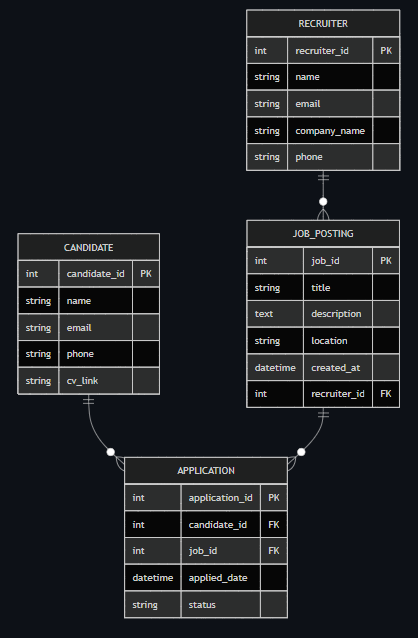 RECRUITER
int recruiter_id PK
string name
string email
string company_name
string phone
CANDIDATE
int candidate_id PK
string name
string email
string phone
string cv_link
JOB_POSTING
int job_id PK
string title
text description
string location
datetime created_at
int recruiter_id FK
APPLICATION
int application_id PK
int candidate_id FK
int job_id FK
datetime applied_date
string status